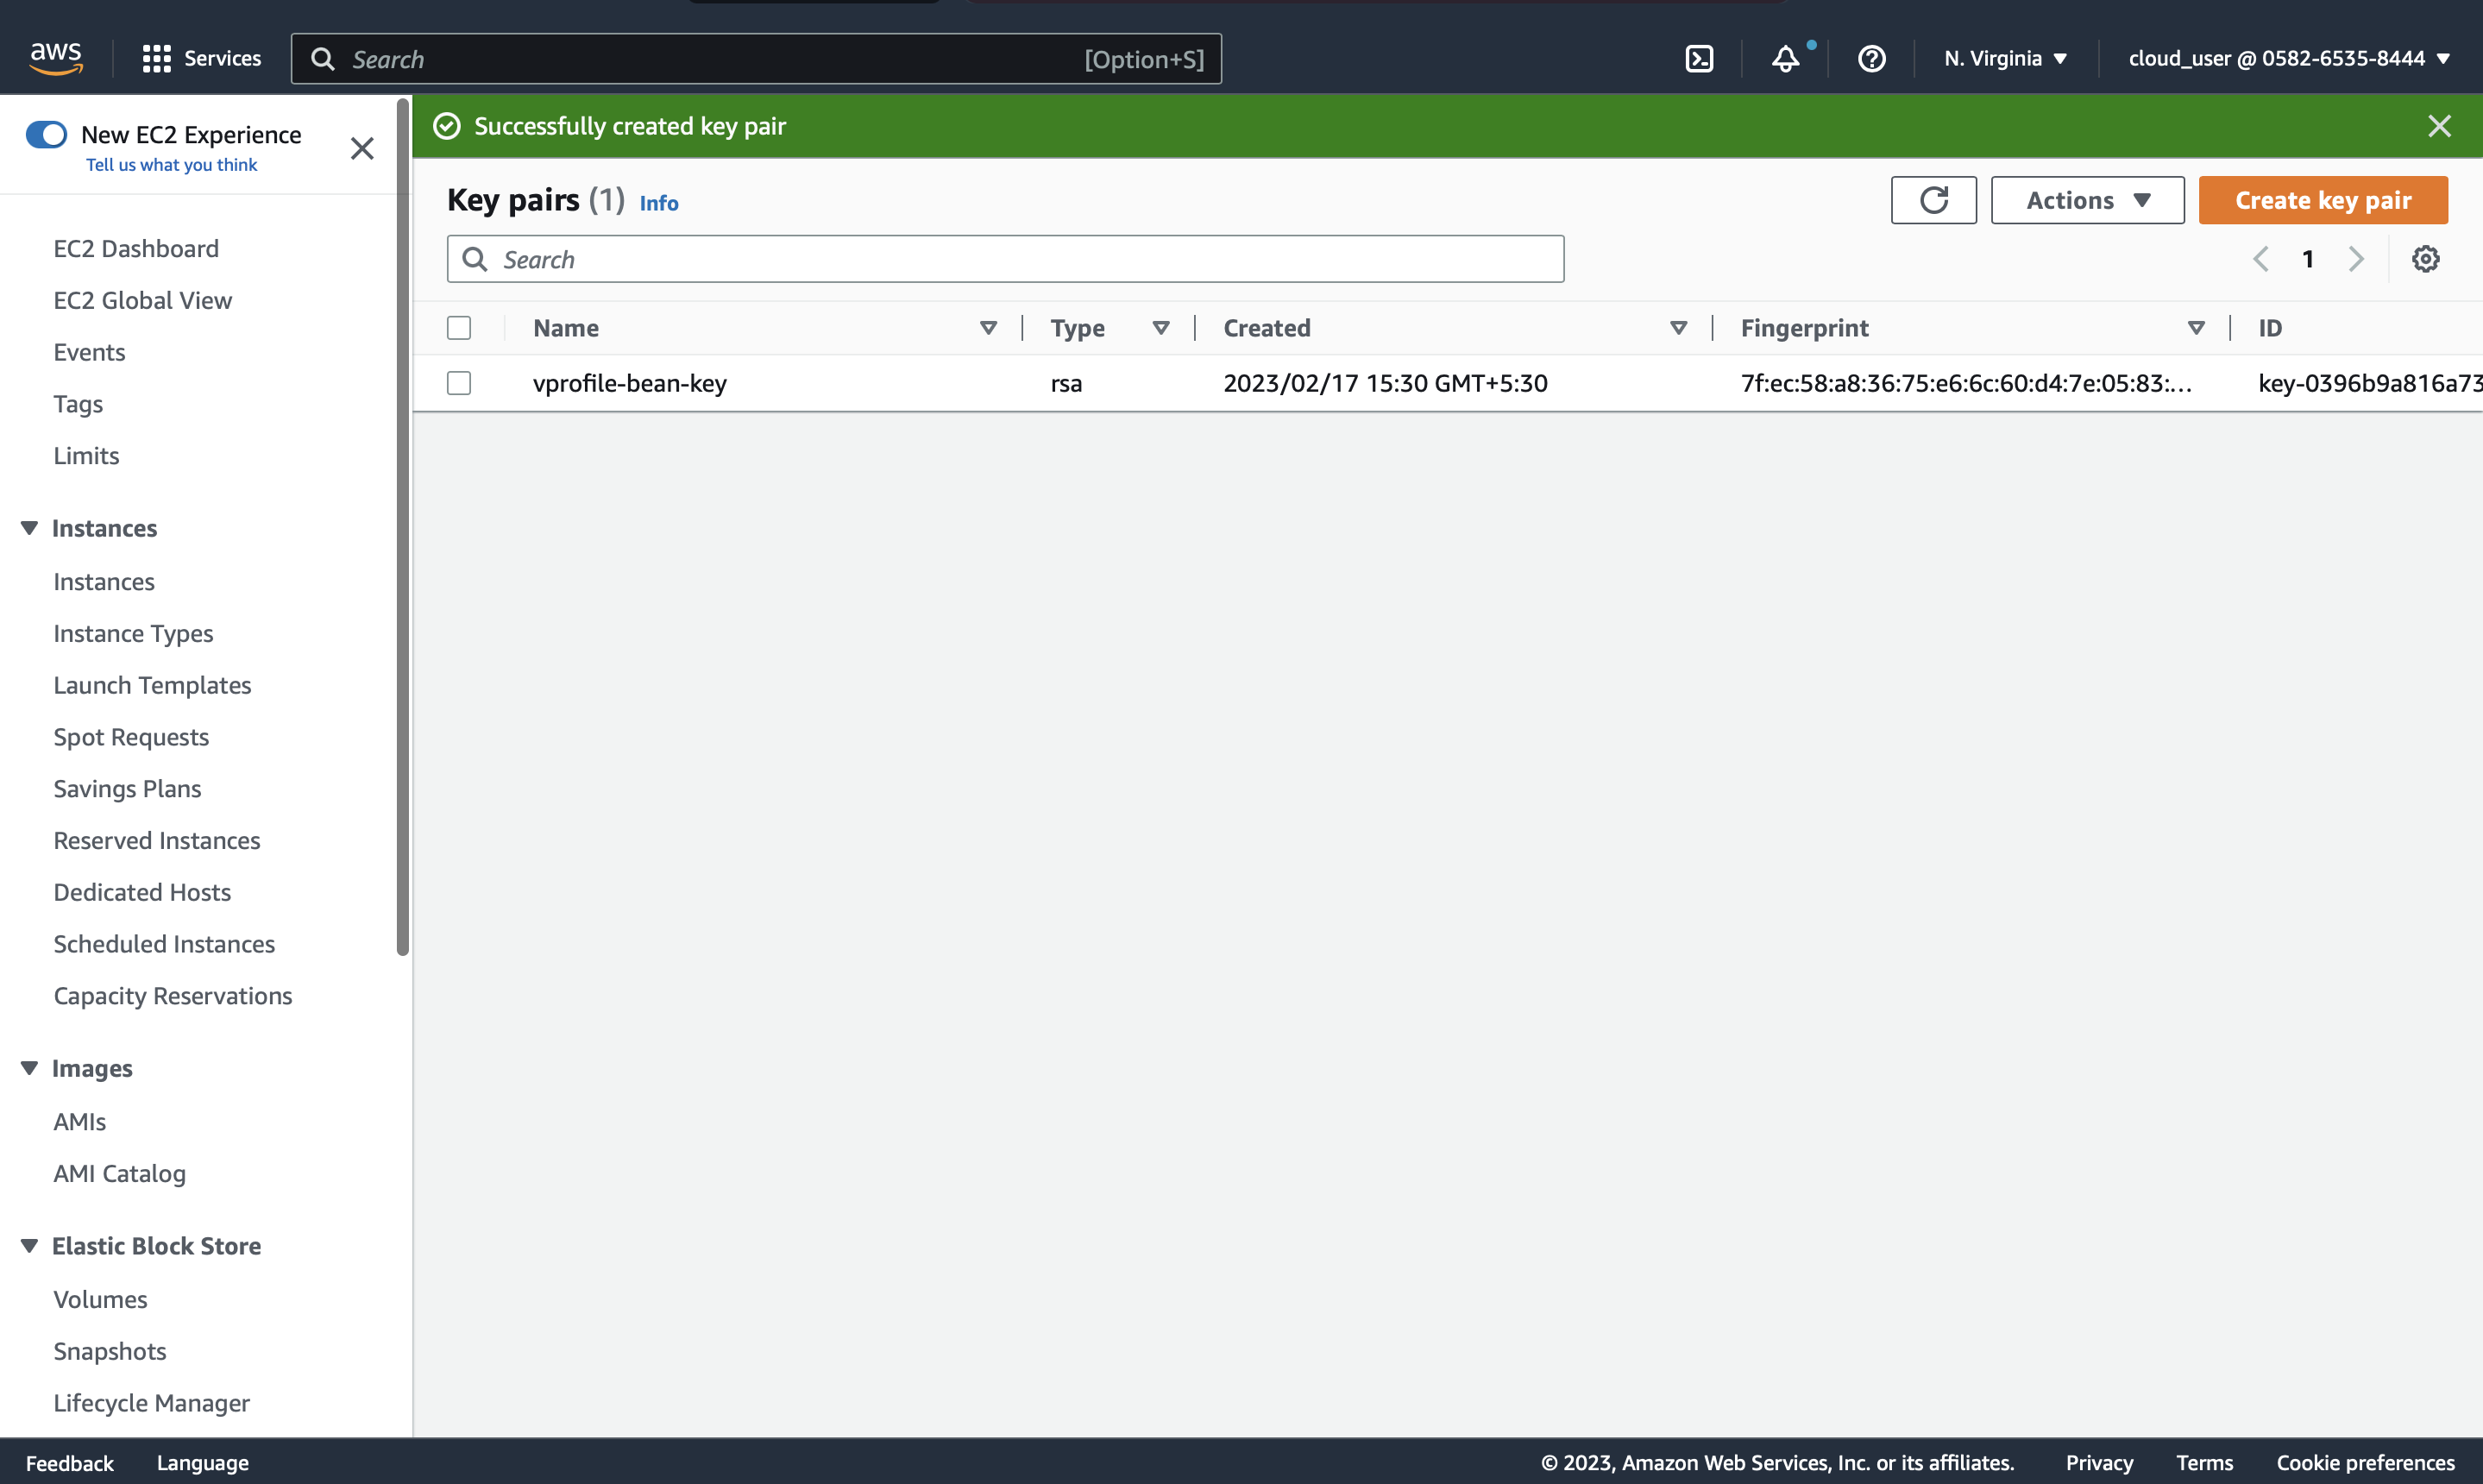 aws
Services
Search
[Option+S]
N. Virginia
cloud_user @ 0582-6535-8444
New EC2 Experience
Tell us what you think
EC2 Dashboard
EC2 Global View
Events
Tags
Limits
Instances
Instances
Instance Types
Launch Templates
Spot Requests
Savings Plans
Reserved Instances
Dedicated Hosts
Scheduled Instances
Capacity Reservations
Images
AMIs
AMI Catalog
Elastic Block Store
Volumes
Snapshots
Lifecycle Manager
Successfully created key pair
Key pairs (1) Info
Actions
Create key pair
Search
1
Name Type Created Fingerprint ID
vprofile-bean-key rsa 2023/02/17 15:30 GMT+5:30 7f:ec:58:a8:36:75:e6:6c:60:d4:7e:05:83:... key-0396b9a816a73
Feedback Language © 2023, Amazon Web Services, Inc. or its affiliates. Privacy Terms Cookie preferences